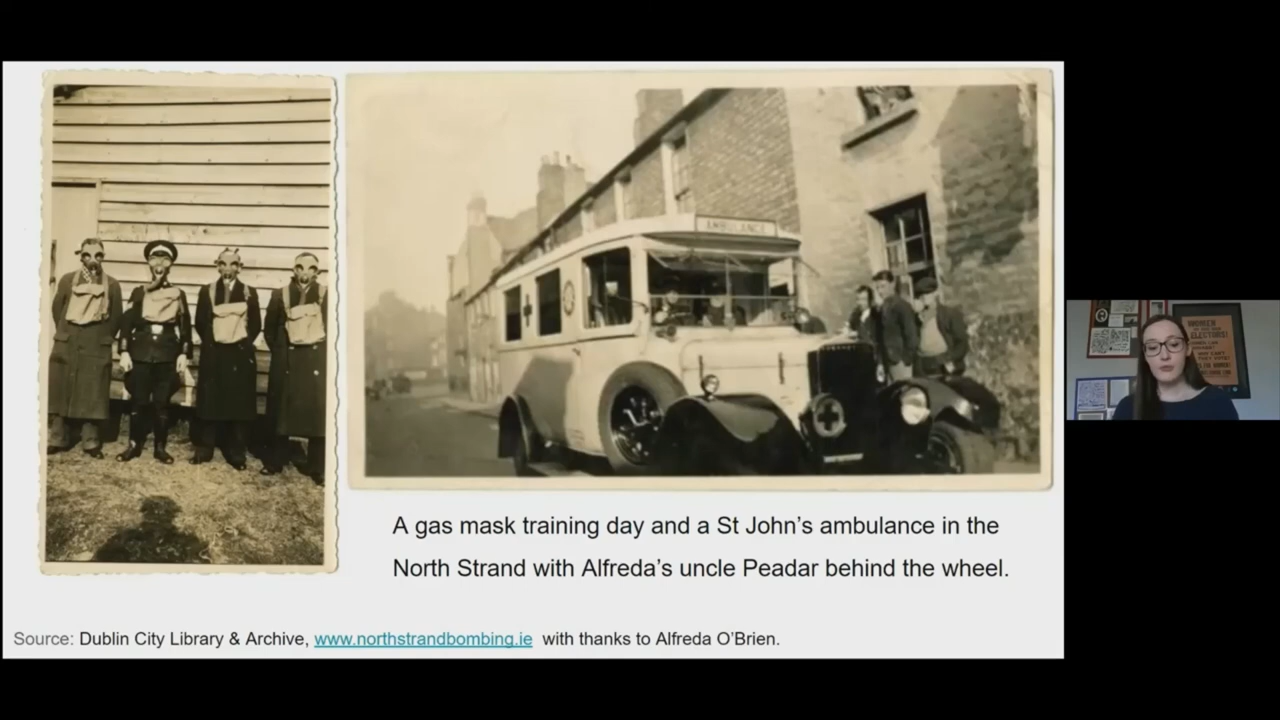 AMBULANCE
A gas mask training day and a St John’s ambulance in the
North Strand with Alfreda’s uncle Peadar behind the wheel.
Source: Dublin City Library & Archive, www.northstrandbombing.ie with thanks to Alfreda O’Brien.
WOMEN
ELECTORS!